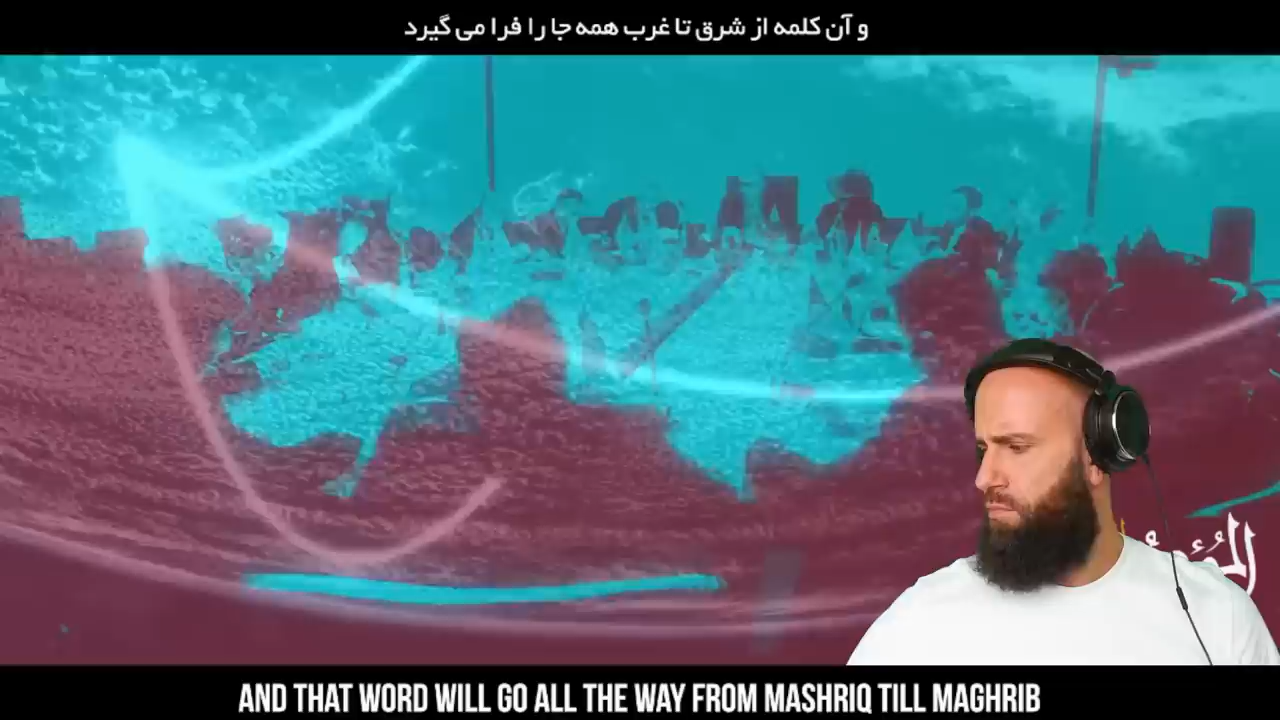 و آن کلمه از شرق تا غرب همه جا را فرا می گیرد
AND THAT WORD WILL GO ALL THE WAY FROM MASHRIQ TILL MAGHRIB